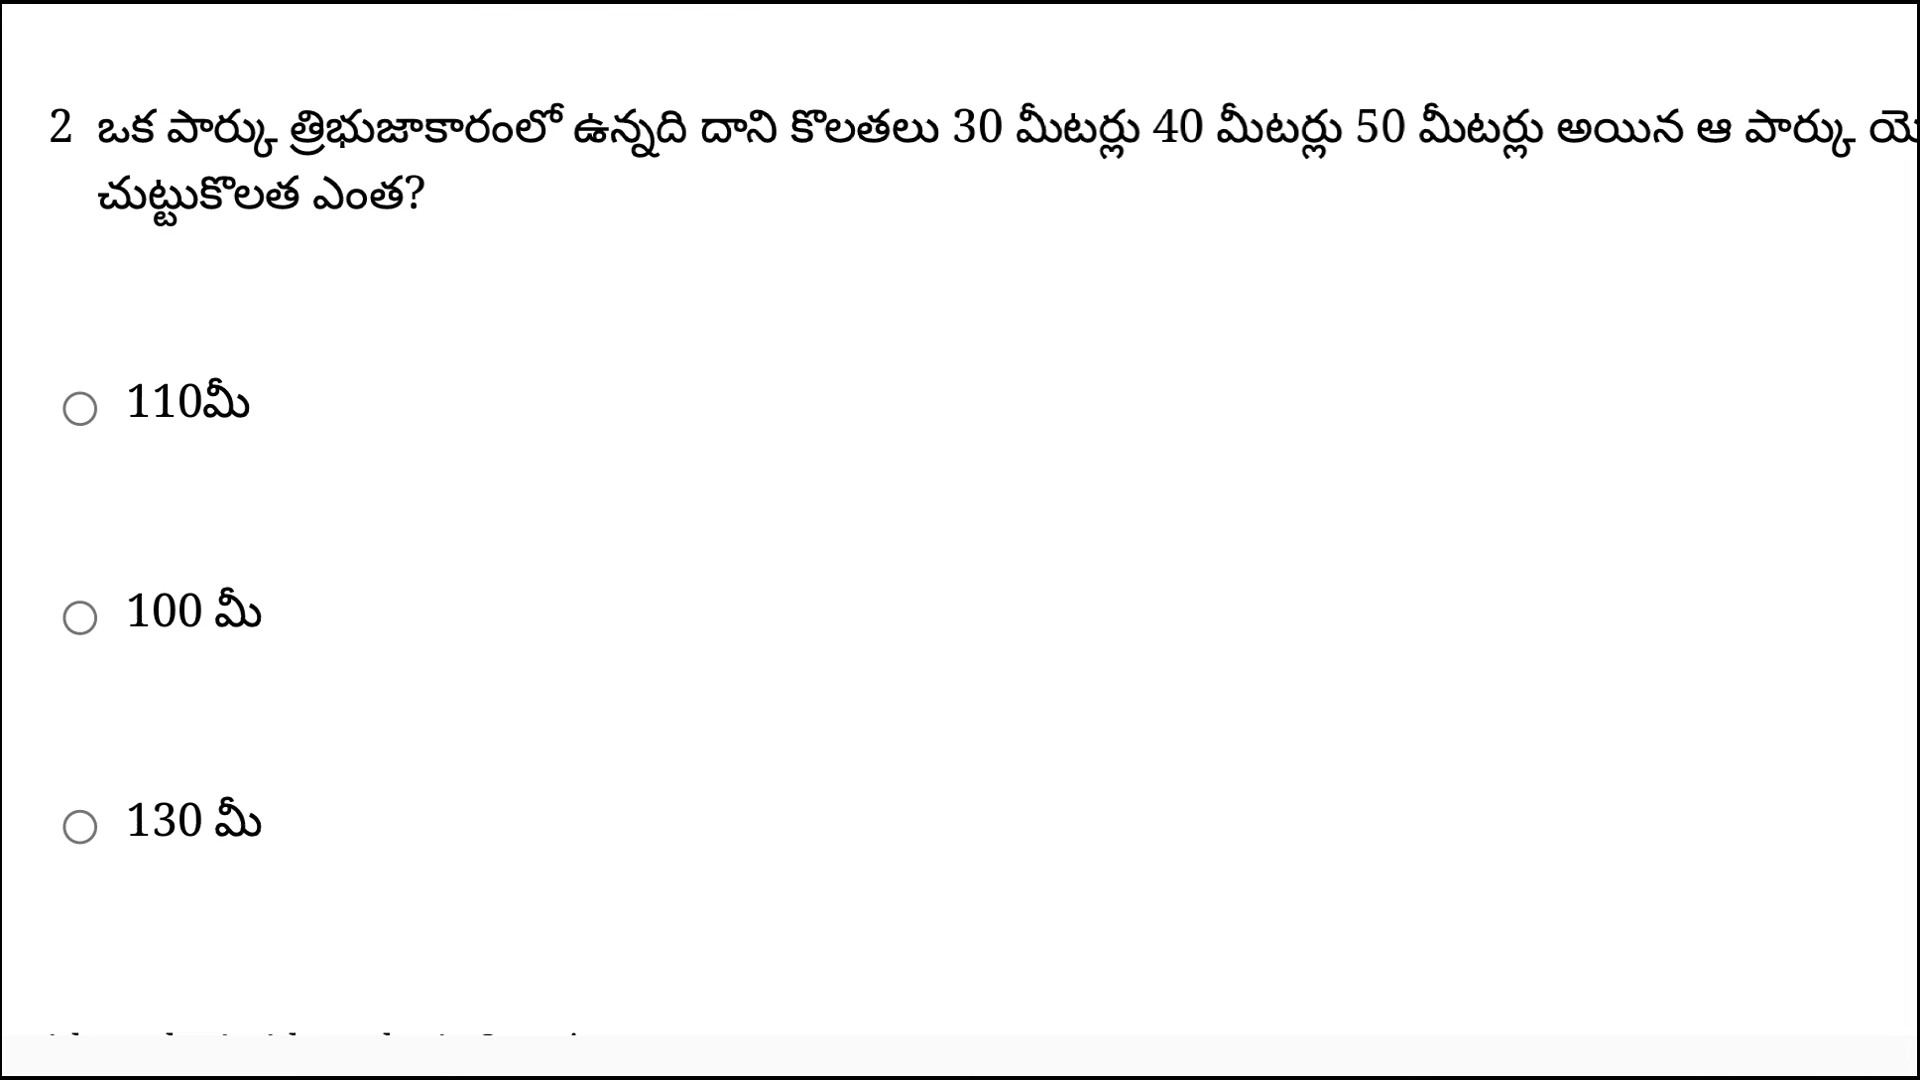 2 ఒక పార్కు త్రిభుజాకారంలో ఉన్నది దాని కొలతలు 30 మీటర్లు 40 మీటర్లు 50 మీటర్లు అయిన ఆ పార్కు
చుట్టుకొలత ఎంత?
110మీ
100 మీ
130 మీ